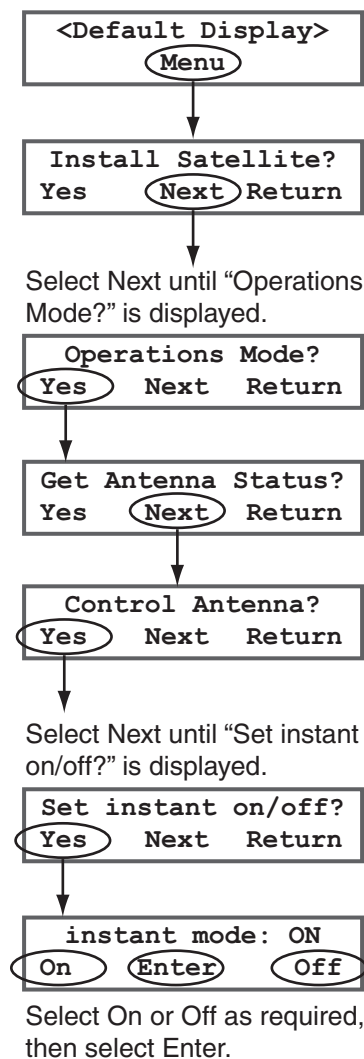 <Default Display>
Menu
Install Satellite?
Yes Next Return
Select Next until “Operations
Mode?” is displayed.
Operations Mode?
Yes Next Return
Get Antenna Status?
Yes Next Return
Control Antenna?
Yes Next Return
Select Next until “Set instant
on/off?” is displayed.
Set instant on/off?
Yes Next Return
instant mode: ON
On Enter Off
Select On or Off as required,
then select Enter.